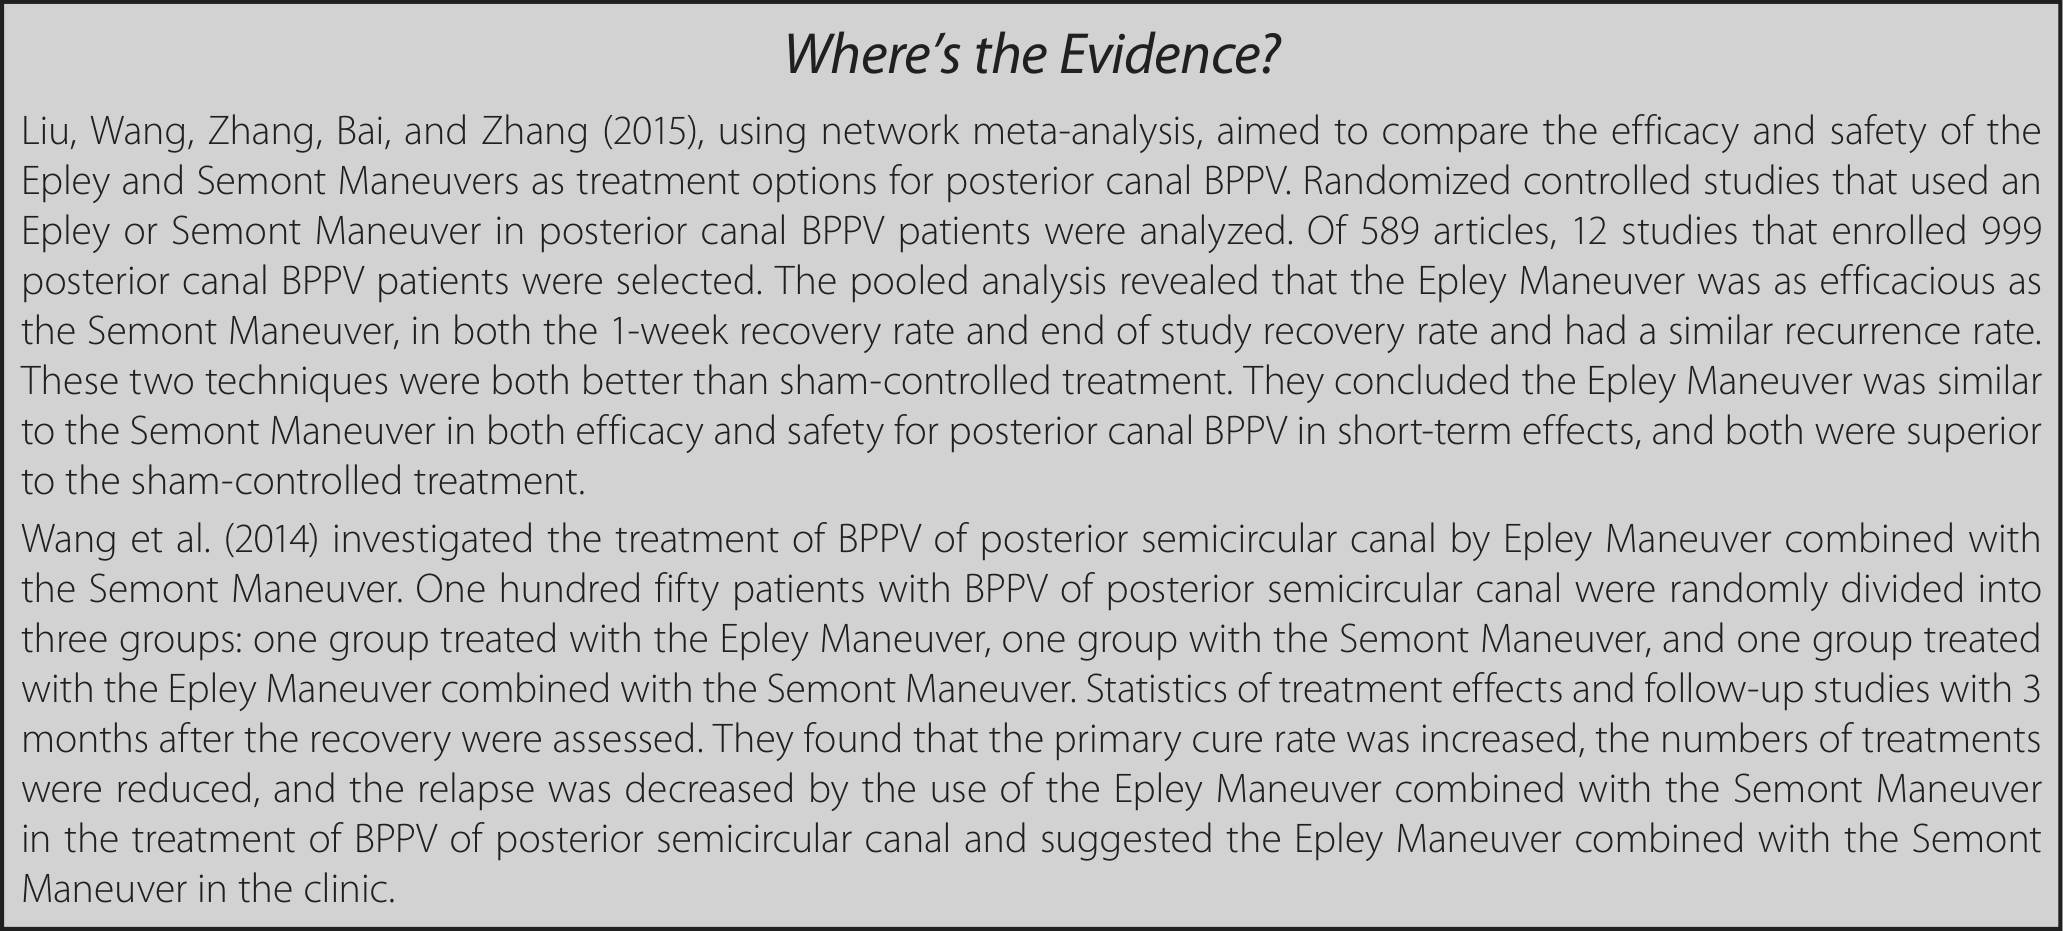 Where’s the Evidence?
Liu, Wang, Zhang, Bai, and Zhang (2015), using network meta-analysis, aimed to compare the efficacy and safety of the
Epley and Semont Maneuvers as treatment options for posterior canal BPPV. Randomized controlled studies that used an
Epley or Semont Maneuver in posterior canal BPPV patients were analyzed. Of 589 articles, 12 studies that enrolled 999
posterior canal BPPV patients were selected. The pooled analysis revealed that the Epley Maneuver was as efficacious as
the Semont Maneuver, in both the 1-week recovery rate and end of study recovery rate and had a similar recurrence rate.
These two techniques were both better than sham-controlled treatment. They concluded the Epley Maneuver was similar
to the Semont Maneuver in both efficacy and safety for posterior canal BPPV in short-term effects, and both were superior
to the sham-controlled treatment.
Wang et al. (2014) investigated the treatment of BPPV of posterior semicircular canal by Epley Maneuver combined with
the Semont Maneuver. One hundred fifty patients with BPPV of posterior semicircular canal were randomly divided into
three groups: one group treated with the Epley Maneuver, one group with the Semont Maneuver, and one group treated
with the Epley Maneuver combined with the Semont Maneuver. Statistics of treatment effects and follow-up studies with 3
months after the recovery were assessed. They found that the primary cure rate was increased, the numbers of treatments
were reduced, and the relapse was decreased by the use of the Epley Maneuver combined with the Semont Maneuver
in the treatment of BPPV of posterior semicircular canal and suggested the Epley Maneuver combined with the Semont
Maneuver in the clinic.